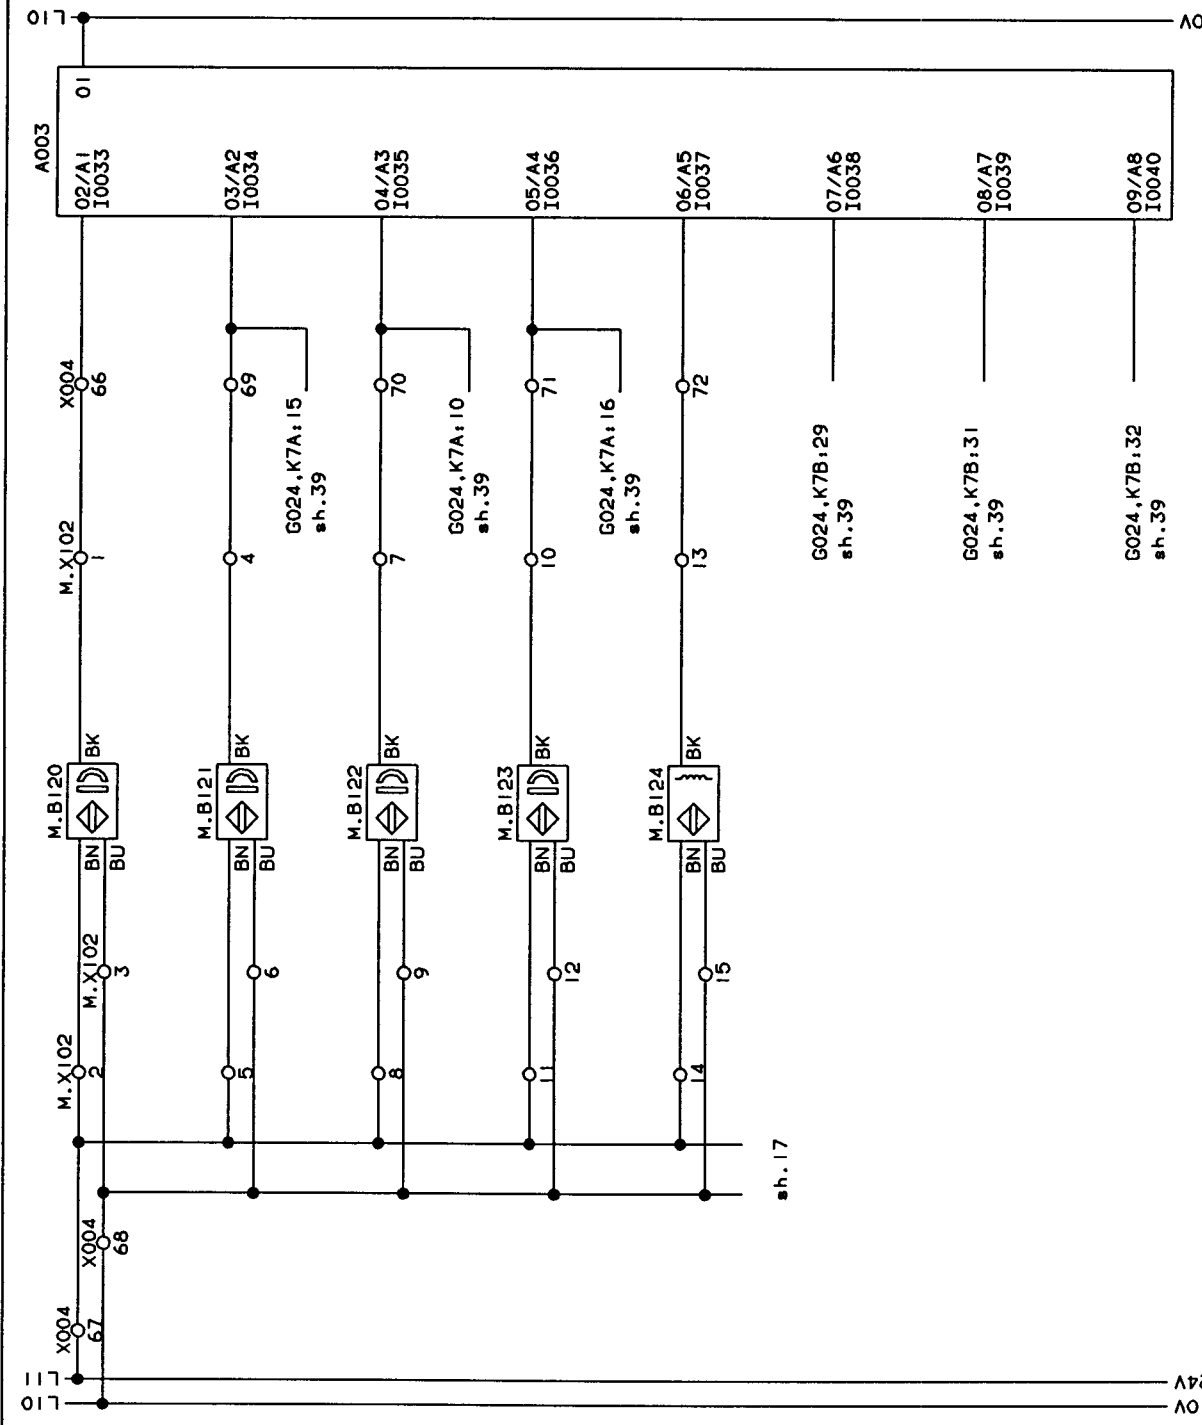 L10
0V
A003
01
02/A1
I0033
03/A2
I0034
04/A3
I0035
05/A4
I0036
06/A5
I0037
07/A6
I0038
08/A7
I0039
09/A8
I0040
X004
66
69
70
71
72
G024,K7A:15
sh.39
G024,K7A:10
sh.39
G024,K7A:16
sh.39
G024,K7B:29
sh.39
G024,K7B:31
sh.39
G024,K7B:32
sh.39
M.X102
1
4
7
10
13
M.B120
BK
BN
BU
M.B121
BK
BN
BU
M.B122
BK
BN
BU
M.B123
BK
BN
BU
M.B124
BK
BN
BU
M.X102
3
6
9
12
15
M.X102
2
5
8
11
14
sh.17
X004
68
X004
67
L11
24V
L10
0V